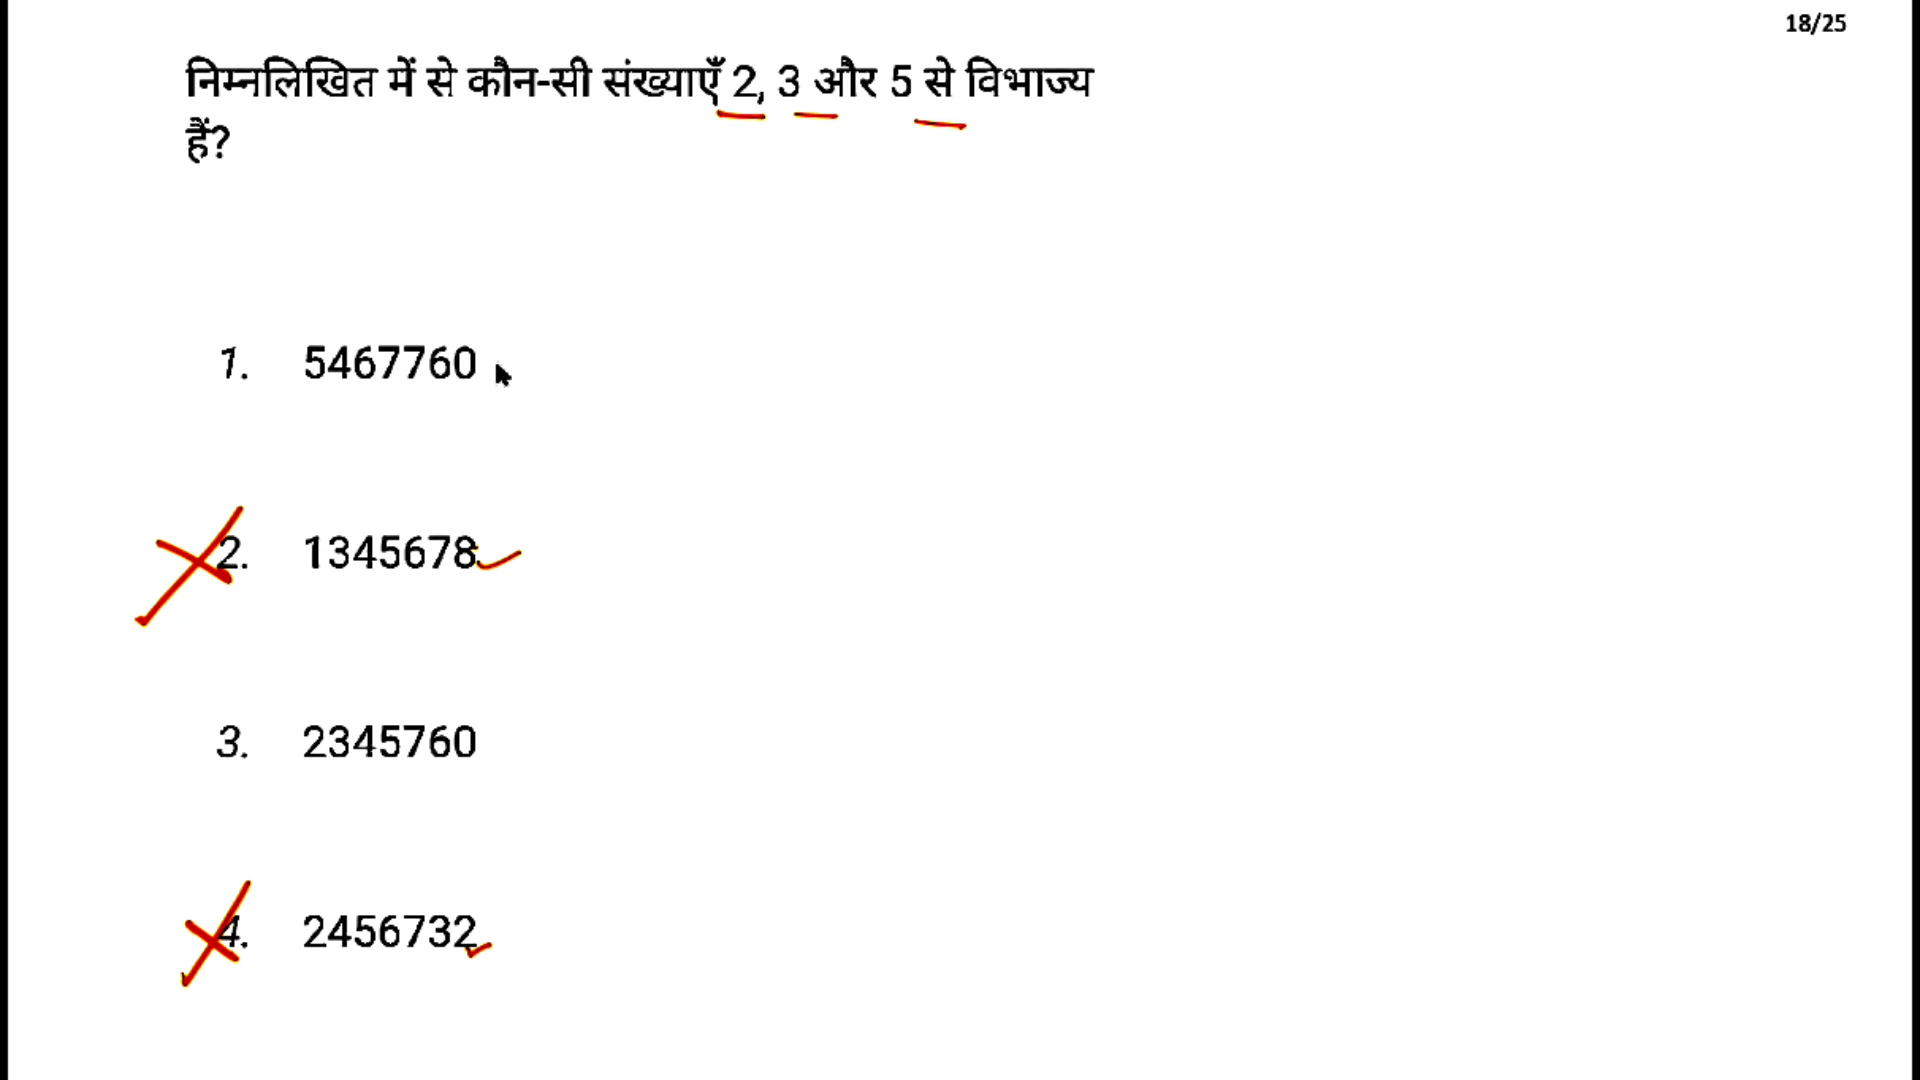 18/25
निम्नलिखित में से कौन-सी संख्याएँ 2, 3 और 5 से विभाज्य
हैं?
1. 5467760
2. 1345678
3. 2345760
4. 2456732